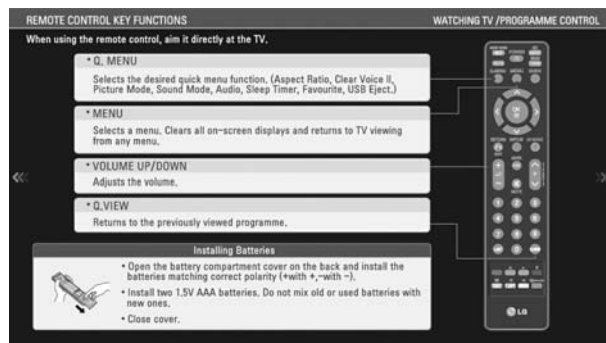 REMOTE CONTROL KEY FUNCTIONS
WATCHING TV /PROGRAMME CONTROL
When using the remote control, aim it directly at the TV.
• Q. MENU
Selects the desired quick menu function. (Aspect Ratio, Clear Voice II,
Picture Mode, Sound Mode, Audio, Sleep Timer, Favourite, USB Eject.)
• MENU
Selects a menu. Clears all on-screen displays and returns to TV viewing
from any menu.
• VOLUME UP/DOWN
Adjusts the volume.
• Q.VIEW
Returns to the previously viewed programme.
Installing Batteries
• Open the battery compartment cover on the back and install the
batteries matching correct polarity (+with +,-with -).
• Install two 1.5V AAA batteries. Do not mix old or used batteries with
new ones.
• Close cover.
LG